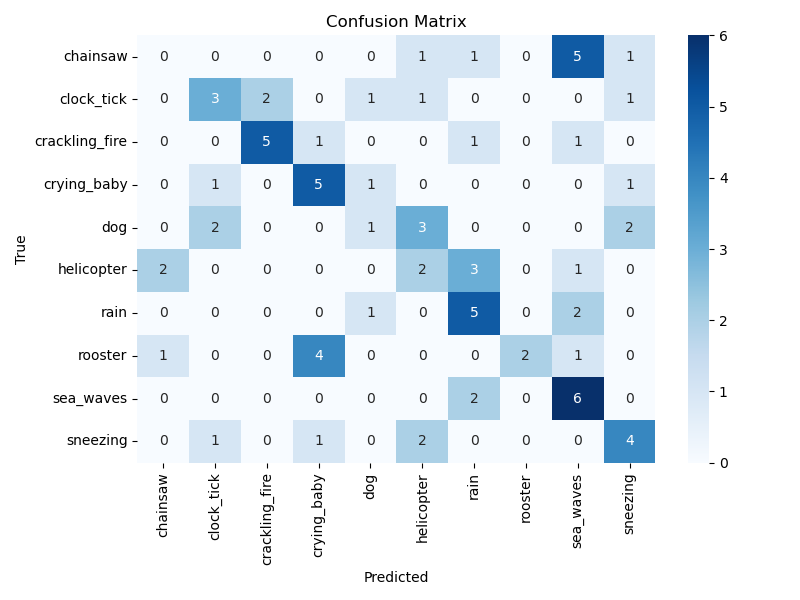 Confusion Matrix
chainsaw 0 0 0 0 0 1 1 0 5 1
clock_tick 0 3 2 0 1 1 0 0 0 1
crackling_fire 0 0 5 1 0 0 1 0 1 0
crying_baby 0 1 0 5 1 0 0 0 0 1
dog 0 2 0 0 1 3 0 0 0 2
helicopter 2 0 0 0 0 2 3 0 1 0
rain 0 0 0 0 1 0 5 0 2 0
rooster 1 0 0 4 0 0 0 2 1 0
sea_waves 0 0 0 0 0 0 2 0 6 0
sneezing 0 1 0 1 0 2 0 0 0 4
True
chainsaw
clock_tick
crackling_fire
crying_baby
dog
helicopter
rain
rooster
sea_waves
sneezing
Predicted
6
5
4
3
2
1
0